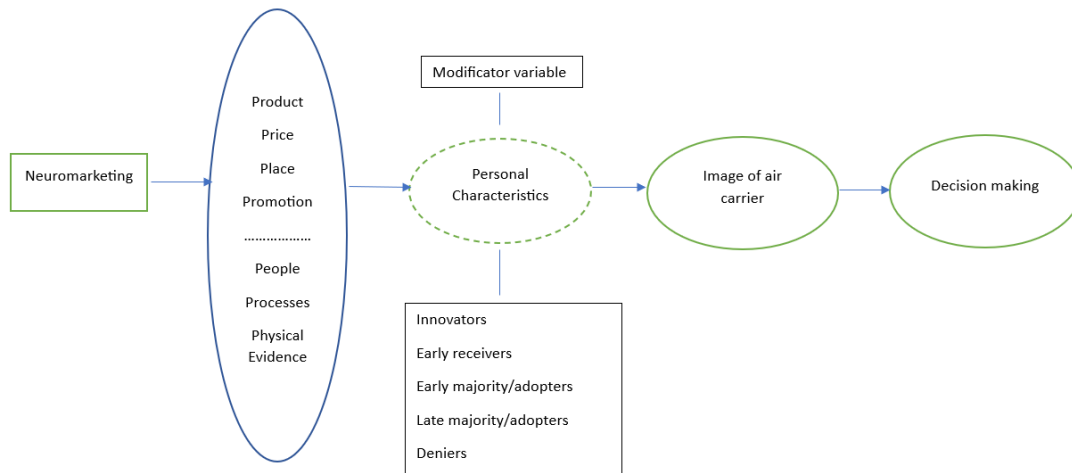 Neuromarketing
Product
Price
Place
Promotion
………………
People
Processes
Physical
Evidence
Modificator variable
Personal
Characteristics
Innovators
Early receivers
Early majority/adopters
Late majority/adopters
Deniers
Image of air
carrier
Decision making